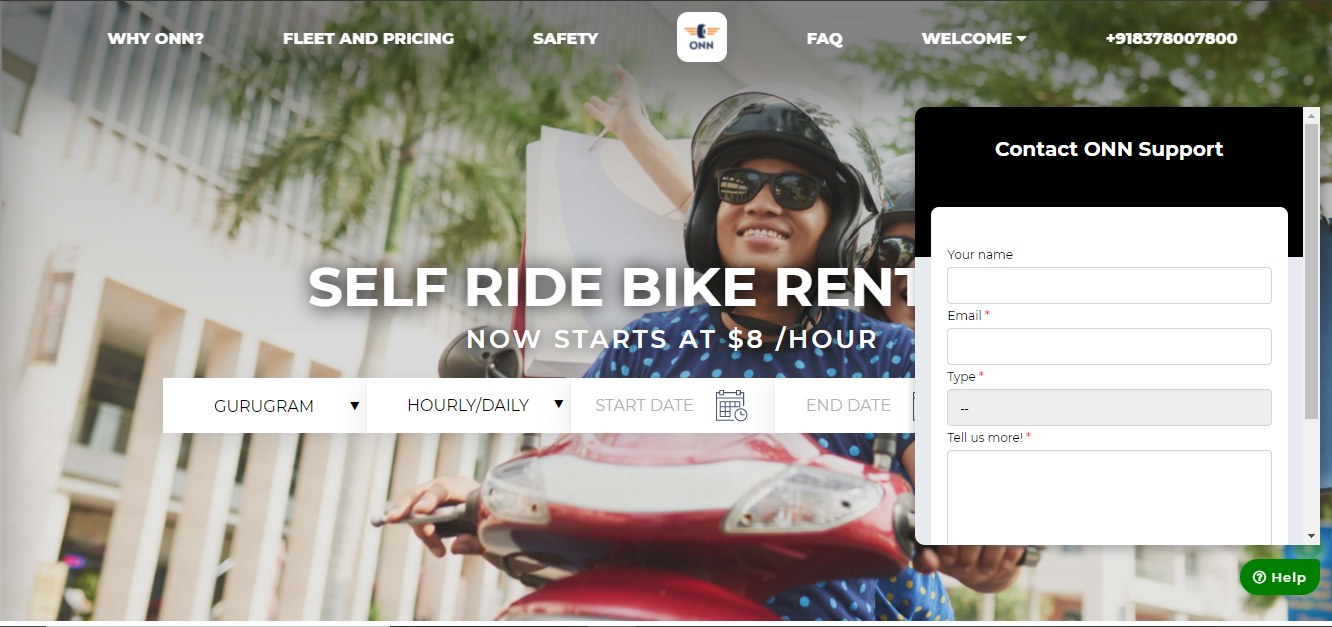 WHY ONN?
FLEET AND PRICING
SAFETY
ONN
FAQ
WELCOME
+918378007800
Contact ONN Support
Your name
Email *
Type *
--
Tell us more! *
SELF RIDE BIKE RENT
NOW STARTS AT $8 /HOUR
GURUGRAM
HOURLY/DAILY
START DATE
END DATE
Help